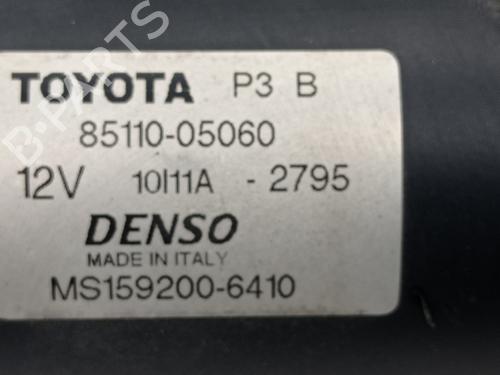 B-PARTS
TOYOTA P3 B
85110-05060
12V 10I11A - 2795
DENSO
MADE IN ITALY
MS159200-6410